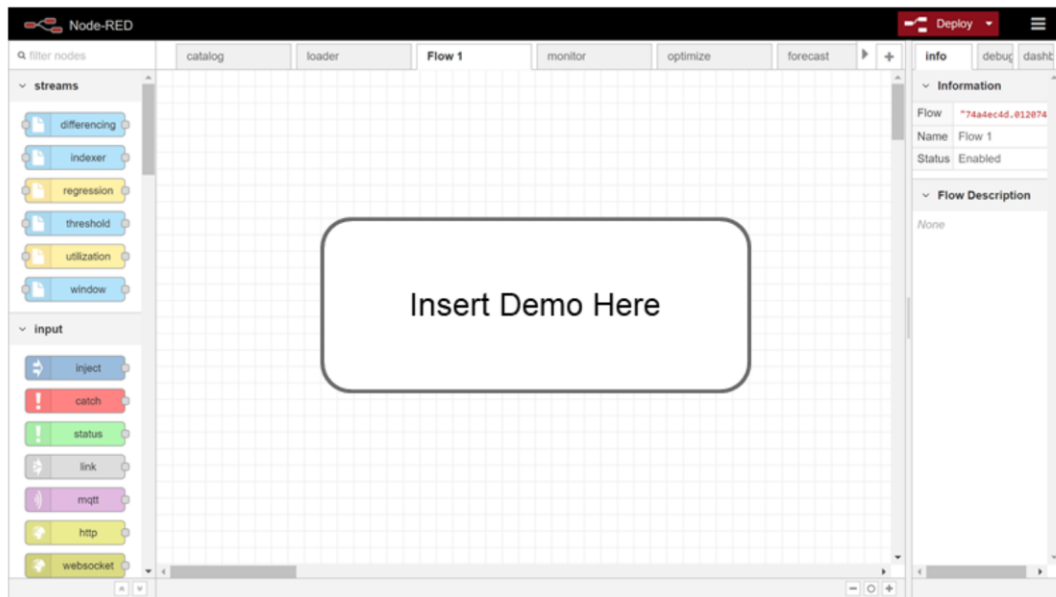 Node-RED
Deploy
filter nodes
catalog
loader
Flow 1
monitor
optimize
forecast
info
debug
dashb
streams
differencing
indexer
regression
threshold
utilization
window
input
inject
catch
status
link
mqtt
http
websocket
Insert Demo Here
Information
Flow "74a4ec4d.012074
Name Flow 1
Status Enabled
Flow Description
None